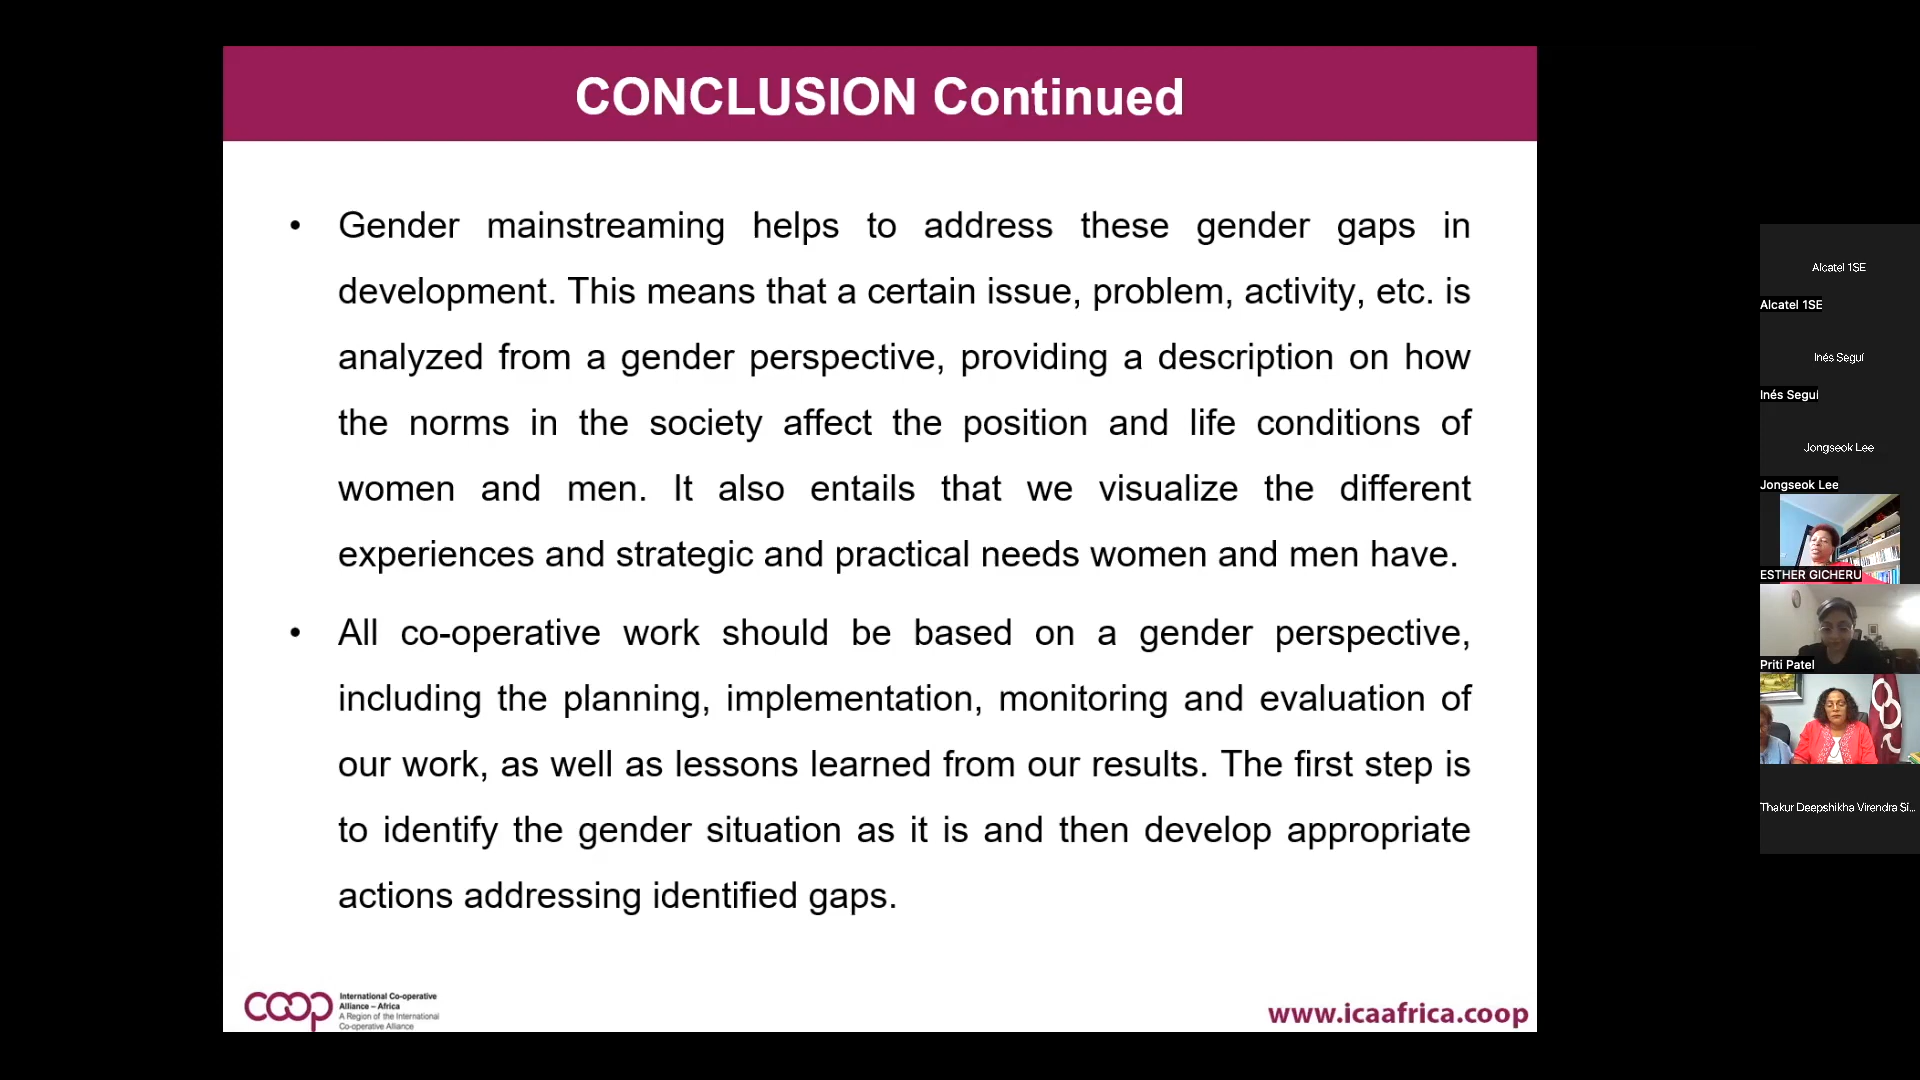 CONCLUSION Continued
• Gender mainstreaming helps to address these gender gaps in
development. This means that a certain issue, problem, activity, etc. is
analyzed from a gender perspective, providing a description on how
the norms in the society affect the position and life conditions of
women and men. It also entails that we visualize the different
experiences and strategic and practical needs women and men have.
• All co-operative work should be based on a gender perspective,
including the planning, implementation, monitoring and evaluation of
our work, as well as lessons learned from our results. The first step is
to identify the gender situation as it is and then develop appropriate
actions addressing identified gaps.
coop
International Co-operative
Alliance – Africa
A Region of the International
Co-operative Alliance
www.icaafrica.coop
Alcatel 1SE
Alcatel 1SE
Inés Seguí
Inés Seguí
Jongseok Lee
Jongseok Lee
ESTHER GICHERU
Priti Patel
Thakur Deepshikha Virendra Si...